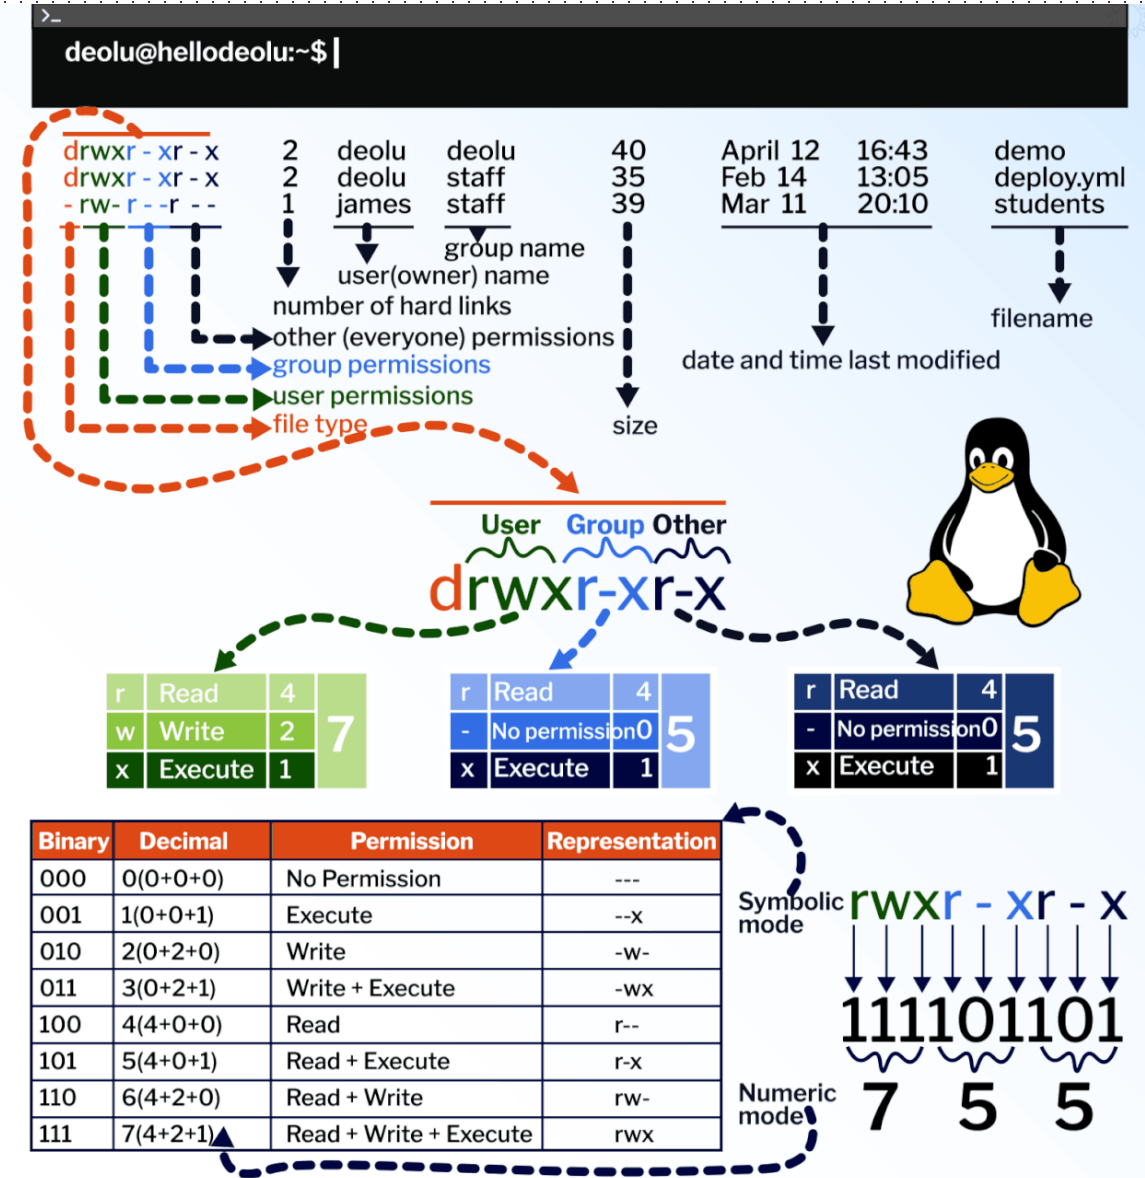 >_
deolu@hellodeolu:~$
drwxr - xr - x 2 deolu deolu 40 April 12 16:43 demo
drwxr - xr - x 2 deolu staff 35 Feb 14 13:05 deploy.yml
- rw- r - -r - - 1 james staff 39 Mar 11 20:10 students
group name
user(owner) name
number of hard links
filename
other (everyone) permissions
date and time last modified
group permissions
user permissions
file type
size
User Group Other
drwxr-xr-x
r Read 4
w Write 2
x Execute 1
7
r Read 4
- No permission 0
x Execute 1
5
r Read 4
- No permission 0
x Execute 1
5
Binary Decimal Permission Representation
000 0(0+0+0) No Permission ---
001 1(0+0+1) Execute --x
010 2(0+2+0) Write -w-
011 3(0+2+1) Write + Execute -wx
100 4(4+0+0) Read r--
101 5(4+0+1) Read + Execute r-x
110 6(4+2+0) Read + Write rw-
111 7(4+2+1) Read + Write + Execute rwx
Symbolic
mode
rwxr - xr - x
111101101
Numeric
mode
7 5 5